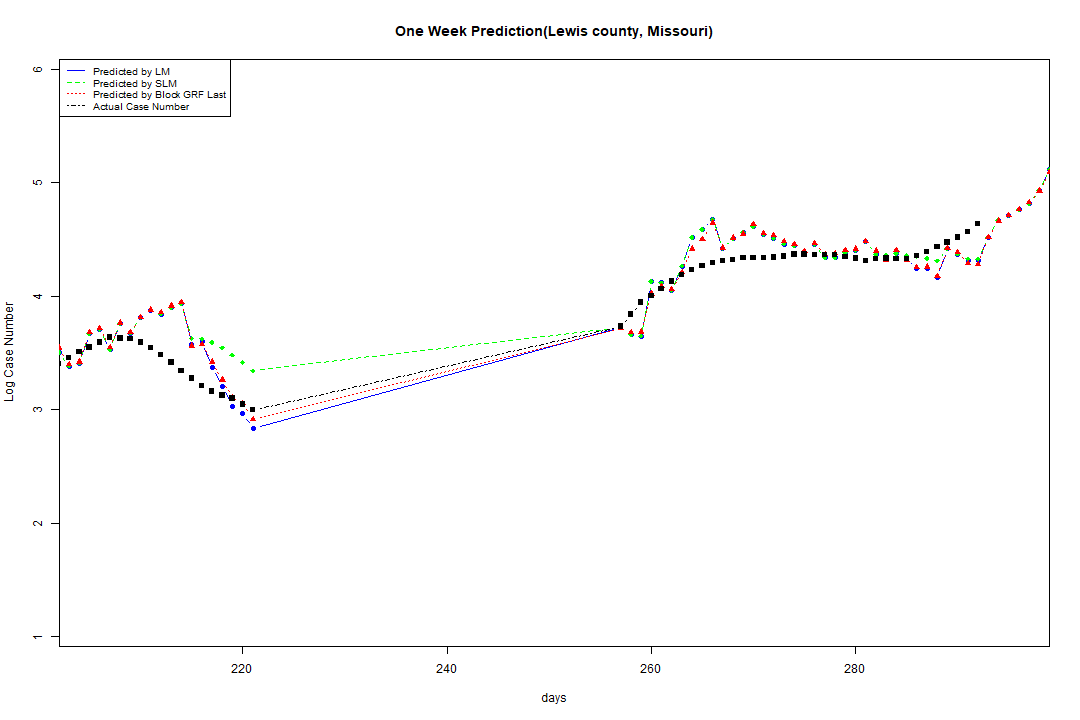 One Week Prediction(Lewis county, Missouri)
Predicted by LM
Predicted by SLM
Predicted by Block GRF Last
Actual Case Number
6
5
4
3
2
1
Log Case Number
220 240 260 280
days